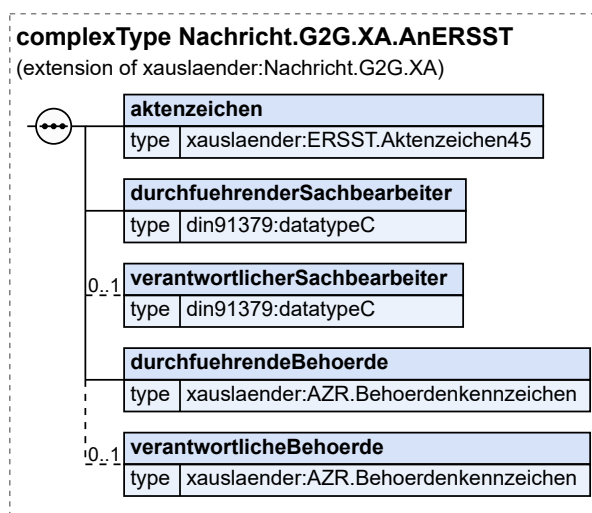 complexType Nachricht.G2G.XA.AnERSST
(extension of xauslaender:Nachricht.G2G.XA)
aktenzeichen
type xauslaender:ERSST.Aktenzeichen45
durchfuehrenderSachbearbeiter
type din91379:datatypeC
0..1 verantwortlicherSachbearbeiter
type din91379:datatypeC
durchfuehrendeBehoerde
type xauslaender:AZR.Behoerdenkennzeichen
0..1 verantwortlicheBehoerde
type xauslaender:AZR.Behoerdenkennzeichen